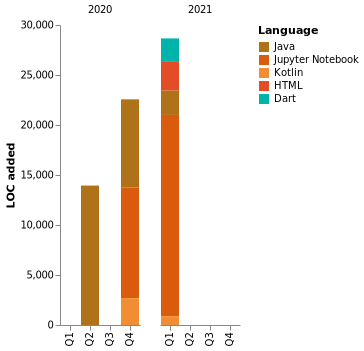 2020 2021
LOC added
30,000
25,000
20,000
15,000
10,000
5,000
0
Q1 Q2 Q3 Q4 Q1 Q2 Q3 Q4
Language
Java
Jupyter Notebook
Kotlin
HTML
Dart